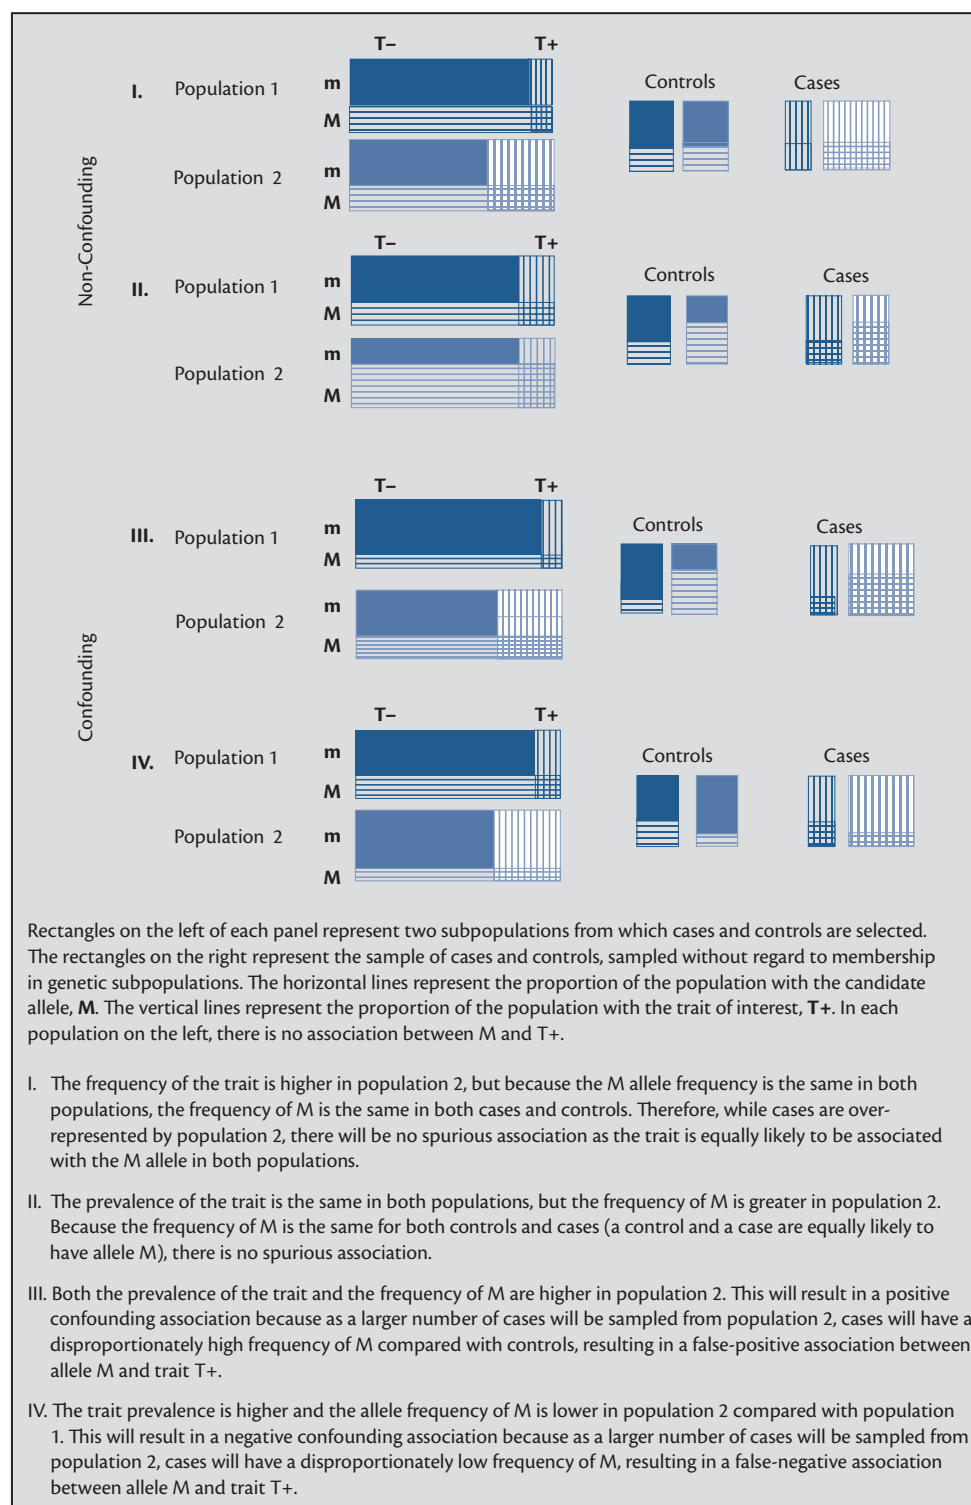 T– T+
Non-Confounding
I. Population 1
m
M
Controls
Cases
Population 2
m
M
T– T+
II. Population 1
m
M
Controls
Cases
Population 2
m
M
Confounding
T– T+
III. Population 1
m
M
Controls
Cases
Population 2
m
M
T– T+
IV. Population 1
m
M
Controls
Cases
Population 2
m
M
Rectangles on the left of each panel represent two subpopulations from which cases and controls are selected.
The rectangles on the right represent the sample of cases and controls, sampled without regard to membership
in genetic subpopulations. The horizontal lines represent the proportion of the population with the candidate
allele, M. The vertical lines represent the proportion of the population with the trait of interest, T+. In each
population on the left, there is no association between M and T+.
I. The frequency of the trait is higher in population 2, but because the M allele frequency is the same in both
populations, the frequency of M is the same in both cases and controls. Therefore, while cases are over-
represented by population 2, there will be no spurious association as the trait is equally likely to be associated
with the M allele in both populations.
II. The prevalence of the trait is the same in both populations, but the frequency of M is greater in population 2.
Because the frequency of M is the same for both controls and cases (a control and a case are equally likely to
have allele M), there is no spurious association.
III. Both the prevalence of the trait and the frequency of M are higher in population 2. This will result in a positive
confounding association because as a larger number of cases will be sampled from population 2, cases will have a
disproportionately high frequency of M compared with controls, resulting in a false-positive association between
allele M and trait T+.
IV. The trait prevalence is higher and the allele frequency of M is lower in population 2 compared with population
1. This will result in a negative confounding association because as a larger number of cases will be sampled from
population 2, cases will have a disproportionately low frequency of M, resulting in a false-negative association
between allele M and trait T+.